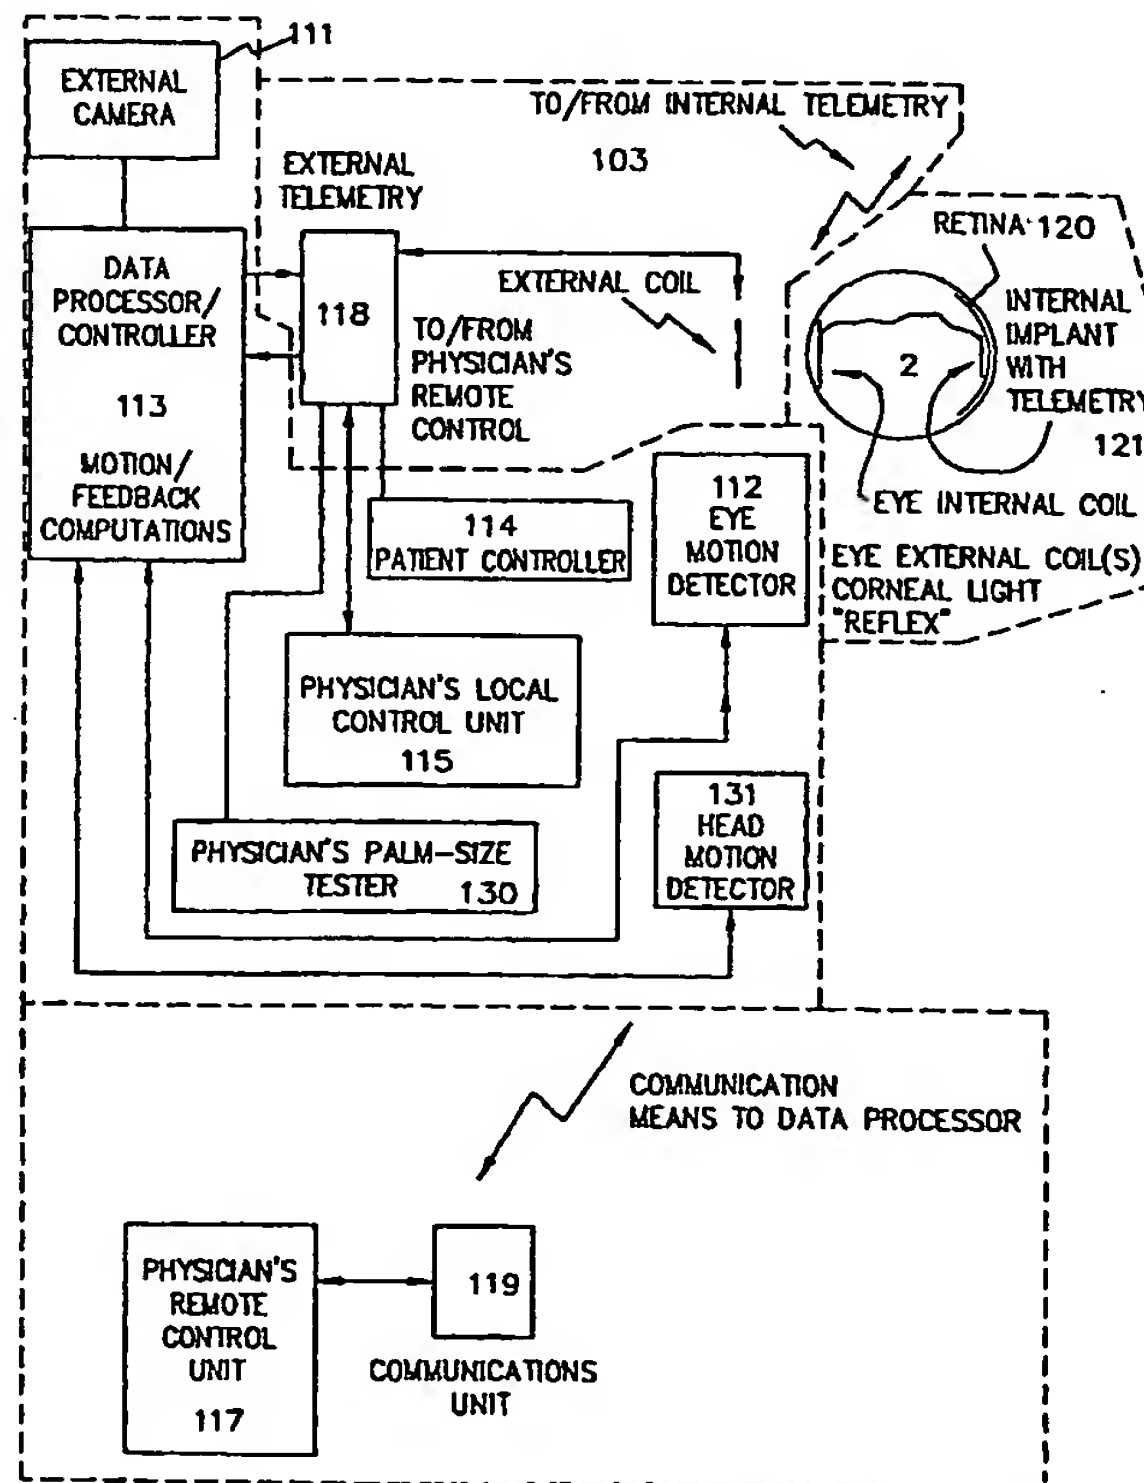 111
EXTERNAL
CAMERA
TO/FROM INTERNAL TELEMETRY
103
EXTERNAL
TELEMETRY
RETINA 120
DATA
PROCESSOR/
CONTROLLER
113
MOTION/
FEEDBACK
COMPUTATIONS
118
EXTERNAL COIL
TO/FROM
PHYSICIAN'S
REMOTE
CONTROL
2
INTERNAL
IMPLANT
WITH
TELEMETRY
121
EYE INTERNAL COIL
EYE EXTERNAL COIL(S)
CORNEAL LIGHT
"REFLEX"
112
EYE
MOTION
DETECTOR
114
PATIENT CONTROLLER
PHYSICIAN'S LOCAL
CONTROL UNIT
115
131
HEAD
MOTION
DETECTOR
PHYSICIAN'S PALM-SIZE
TESTER 130
COMMUNICATION
MEANS TO DATA PROCESSOR
PHYSICIAN'S
REMOTE
CONTROL
UNIT
117
119
COMMUNICATIONS
UNIT